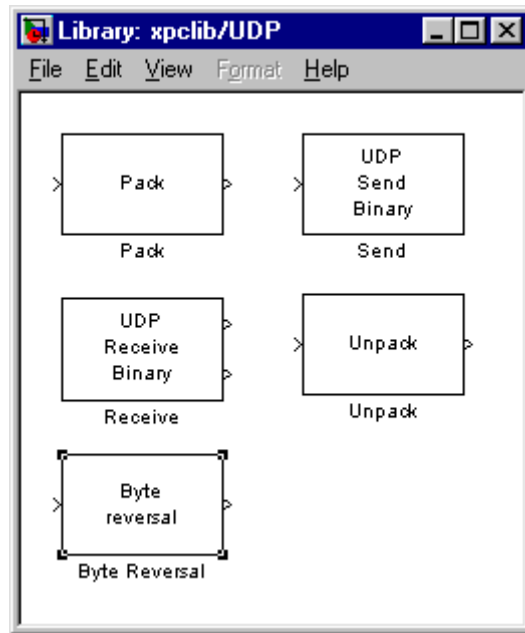 Library: xpclib/UDP
File Edit View Format Help
Pack
Pack
UDP
Send
Binary
Send
UDP
Receive
Binary
Receive
Unpack
Unpack
Byte
reversal
Byte Reversal